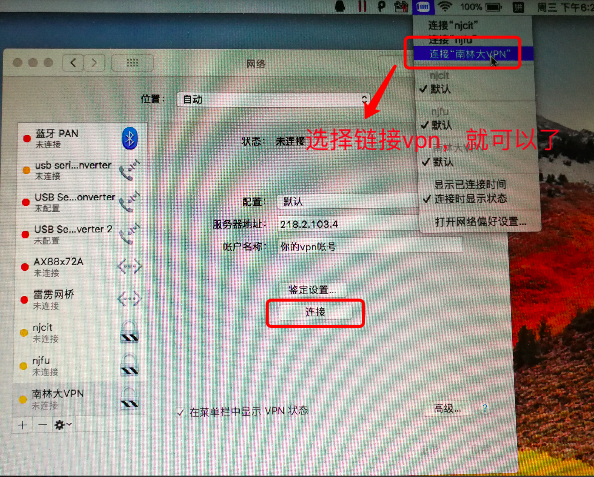 100%
周三 下午6:2
连接"njcit"
连接"njfu"
连接"南林大VPN"
njcit
✓ 默认
njfu
✓ 默认
✓ 默认
显示已连接时间
✓ 连接时显示状态
打开网络偏好设置...
网络
位置： 自动
蓝牙 PAN
未连接
usb seri...nverter
未连接
USB Se...onverter
未配置
USB Se...verter 2
未配置
AX88x72A
未连接
雷雳网桥
未连接
njcit
未连接
njfu
未连接
南林大VPN
未连接
状态： 未连接
选择链接vpn，就可以了
配置： 默认
服务器地址： 218.2.103.4
帐户名称： 你的vpn帐号
鉴定设置...
连接
✓ 在菜单栏中显示 VPN 状态
高级...
?